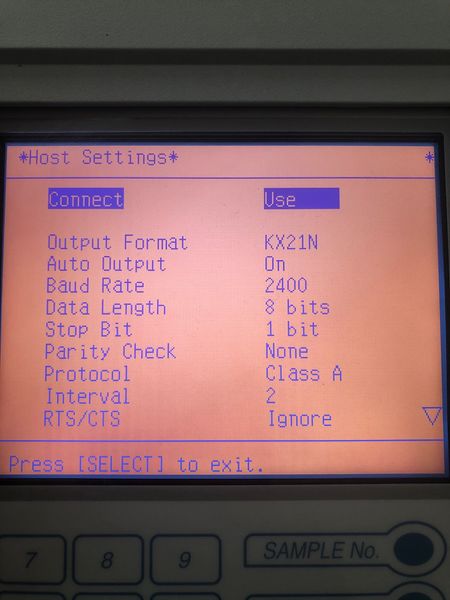 *Host Settings* *
Connect Use
Output Format KX21N
Auto Output On
Baud Rate 2400
Data Length 8 bits
Stop Bit 1 bit
Parity Check None
Protocol Class A
Interval 2
RTS/CTS Ignore
Press [SELECT] to exit.
7 8 9 SAMPLE No.